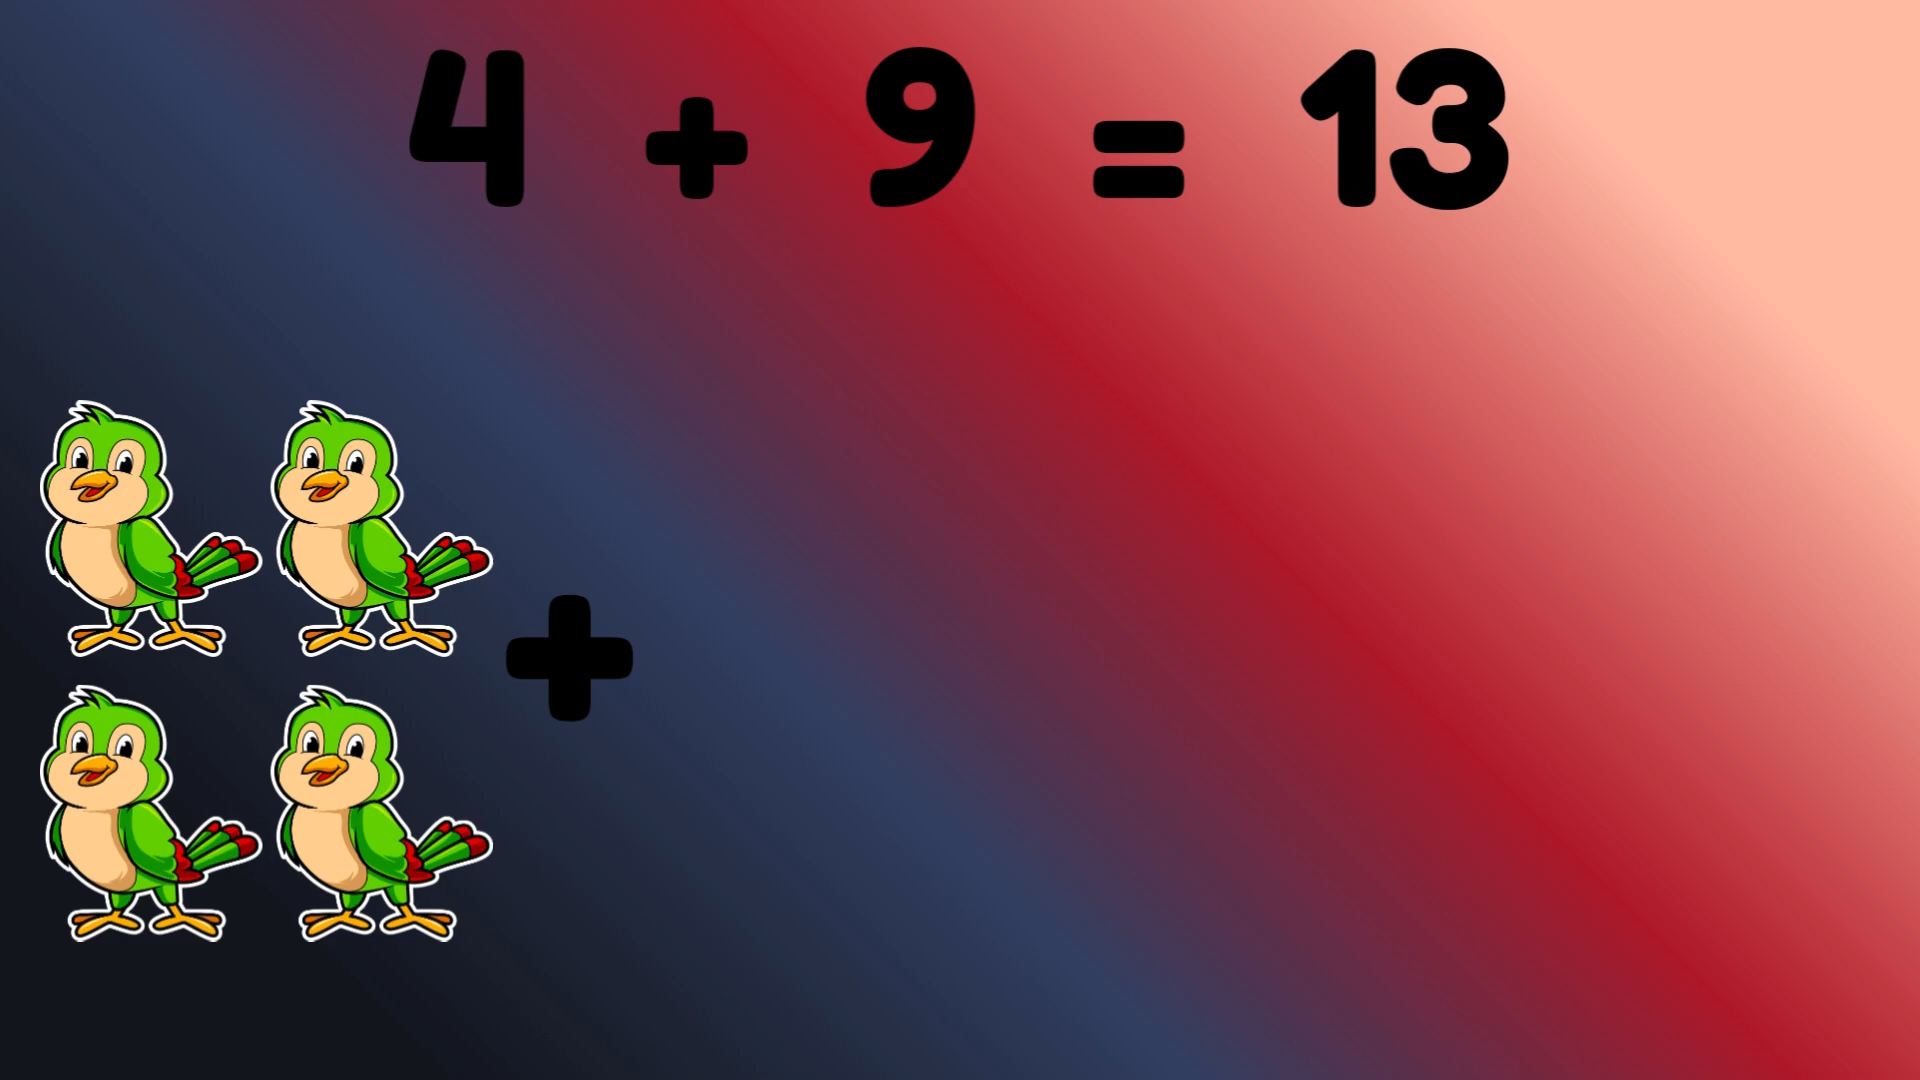 4 + 9 = 13
+